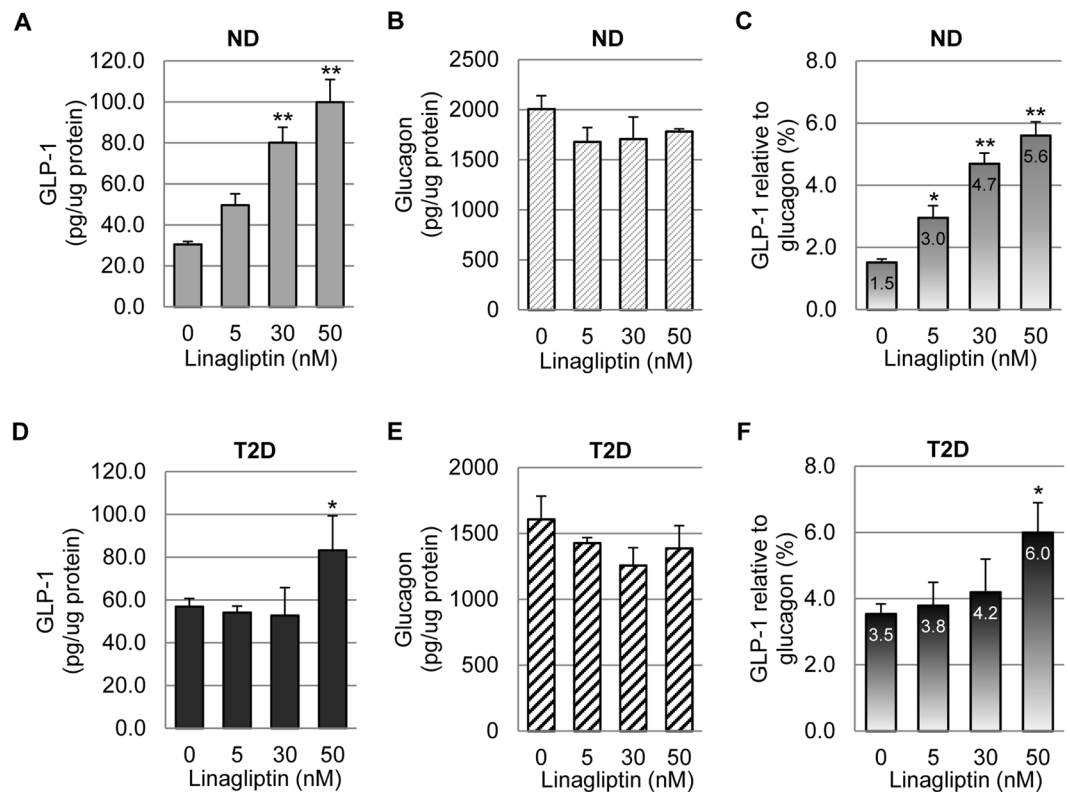 A
ND
GLP-1
(pg/ug protein)
120.0
100.0
80.0
60.0
40.0
20.0
0.0
**
**
0 5 30 50
Linagliptin (nM)
B
ND
Glucagon
(pg/ug protein)
2500
2000
1500
1000
500
0
0 5 30 50
Linagliptin (nM)
C
ND
GLP-1 relative to
glucagon (%)
8.0
6.0
4.0
2.0
0.0
*
**
**
1.5
3.0
4.7
5.6
0 5 30 50
Linagliptin (nM)
D
T2D
GLP-1
(pg/ug protein)
120.0
100.0
80.0
60.0
40.0
20.0
0.0
*
0 5 30 50
Linagliptin (nM)
E
T2D
Glucagon
(pg/ug protein)
2000
1500
1000
500
0
0 5 30 50
Linagliptin (nM)
F
T2D
GLP-1 relative to
glucagon (%)
8.0
6.0
4.0
2.0
0.0
*
3.5
3.8
4.2
6.0
0 5 30 50
Linagliptin (nM)